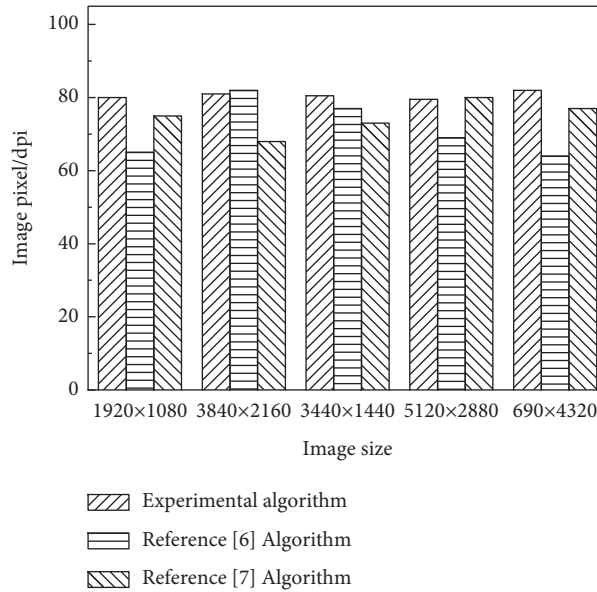 100
80
60
40
20
0
Image pixel/dpi
1920×1080 3840×2160 3440×1440 5120×2880 690×4320
Image size
Experimental algorithm
Reference [6] Algorithm
Reference [7] Algorithm